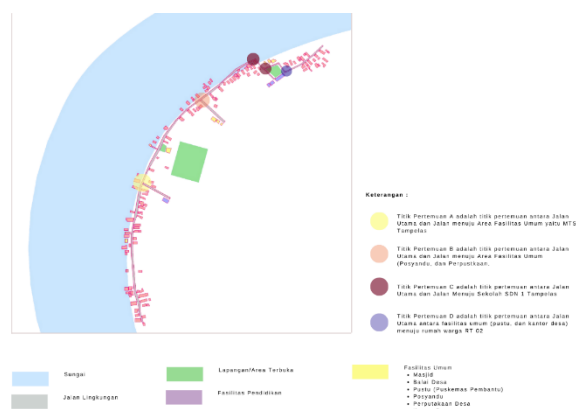 Keterangan :
Titik Pertemuan A adalah titik pertemuan antara Jalan
Utama dan Jalan menuju Area Fasilitas Umum yaitu MTS
Tampelas
Titik Pertemuan B adalah titik pertemuan antara Jalan
Utama dan Jalan menuju Area Fasilitas Umum
(Posyandu, dan Perpustkaan.
Titik Pertemuan C adalah titik pertemuan antara Jalan
Utama dan Jalan Menuju Sekolah SDN 1 Tampelas
Titik Pertemuan D adalah titik pertemuan antara Jalan
Utama antara fasilitas umum (pustu, dan kantor desa)
menuju rumah warga RT 02
Sungai
Jalan Lingkungan
Lapangan/Area Terbuka
Fasilitas Pendidikan
Fasilitas Umum
• Masjid
• Balai Desa
• Pustu (Puskemas Pembantu)
• Posyandu
• Perputakaan Desa